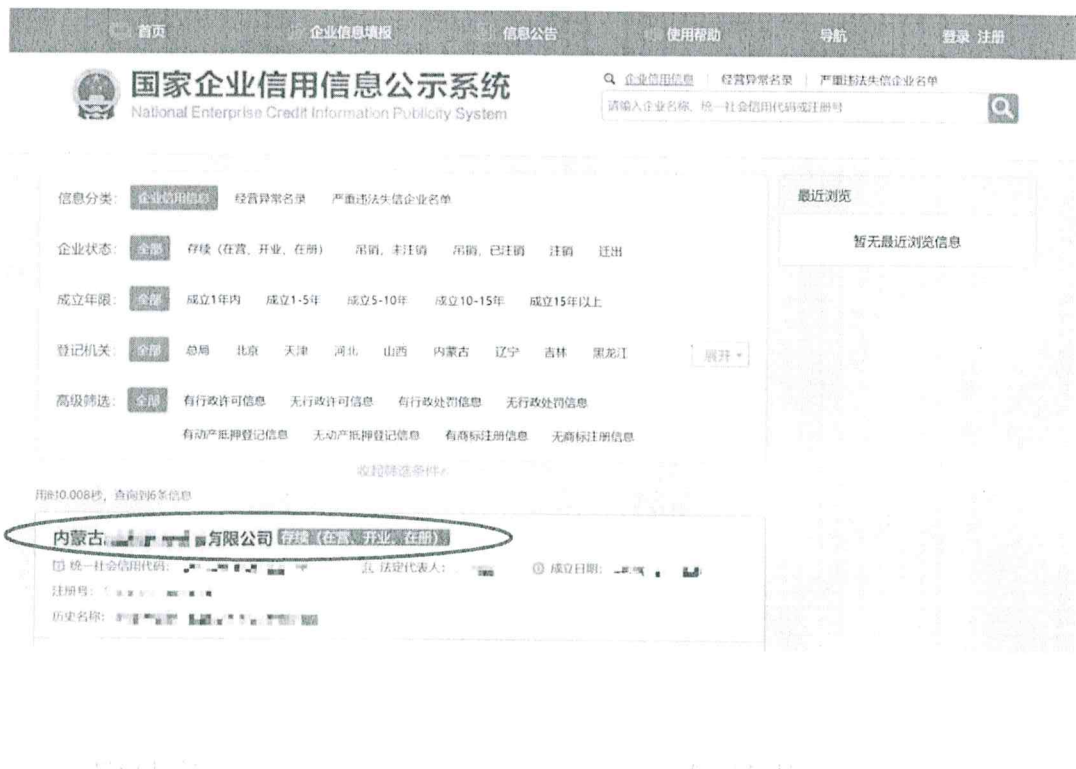 首页 企业信息填报 信息公告 使用帮助 导航 登录 注册
国家企业信用信息公示系统
National Enterprise Credit Information Publicity System
企业信用信息 | 经营异常名录 | 严重违法失信企业名单
请输入企业名称、统一社会信用代码或注册号
信息分类: 企业信用信息 经营异常名录 严重违法失信企业名单
企业状态: 全部 存续(在营、开业、在册) 吊销,未注销 吊销,已注销 注销 迁出
成立年限: 全部 成立1年内 成立1-5年 成立5-10年 成立10-15年 成立15年以上
登记机关: 全部 总局 北京 天津 河北 山西 内蒙古 辽宁 吉林 黑龙江 展开
高级筛选: 全部 有行政许可信息 无行政许可信息 有行政处罚信息 无行政处罚信息
有动产抵押登记信息 无动产抵押登记信息 有商标注册信息 无商标注册信息
收起筛选条件
最近浏览
暂无最近浏览信息
用时0.008秒,查询到6条信息
内蒙古 有限公司 存续(在营、开业、在册)
统一社会信用代码: 法定代表人: 成立日期:
注册号:
历史名称: